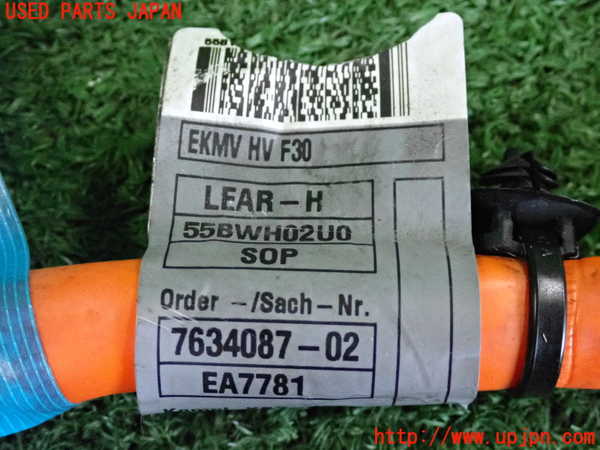 USED PARTS JAPAN
EKMV HV F30
LEAR-H
55BWH02U0
SOP
Order -/Sach-Nr.
7634087-02
EA7781
http://www.upjpn.com